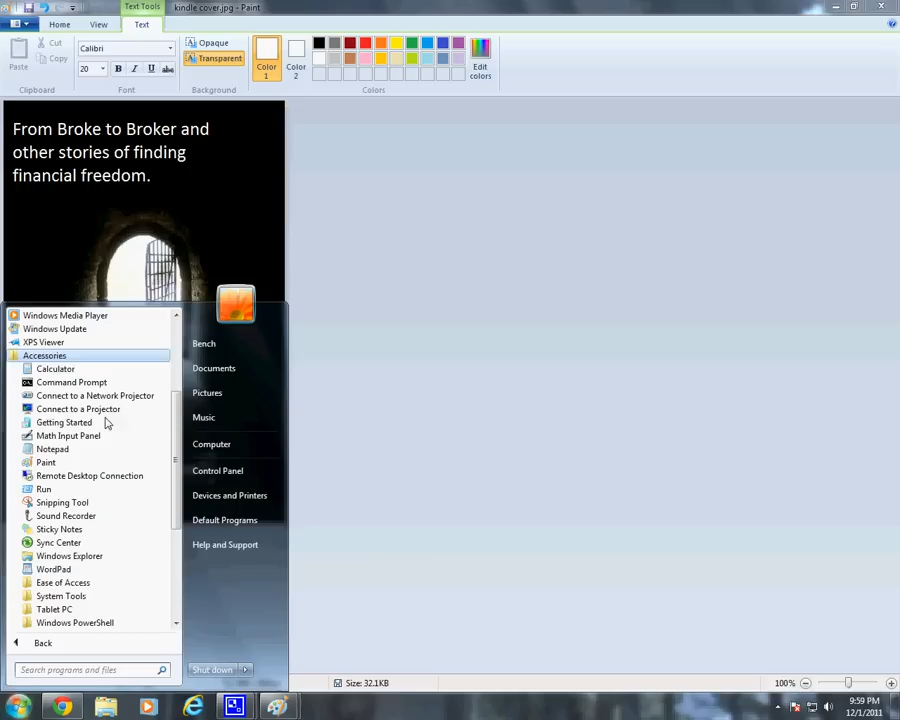 Text Tools
kindle cover.jpg - Paint
Home View Text
Paste
Cut
Copy
Clipboard
Calibri
20 B I U abc
Font
Opaque
Transparent
Background
Color
1
Color
2
Edit
colors
Colors
From Broke to Broker and
other stories of finding
financial freedom.
Windows Media Player
Windows Update
XPS Viewer
Accessories
Calculator
Command Prompt
Connect to a Network Projector
Connect to a Projector
Getting Started
Math Input Panel
Notepad
Paint
Remote Desktop Connection
Run
Snipping Tool
Sound Recorder
Sticky Notes
Sync Center
Windows Explorer
WordPad
Ease of Access
System Tools
Tablet PC
Windows PowerShell
Back
Search programs and files
Bench
Documents
Pictures
Music
Computer
Control Panel
Devices and Printers
Default Programs
Help and Support
Shut down
Size: 32.1KB
100%
9:59 PM
12/1/2011